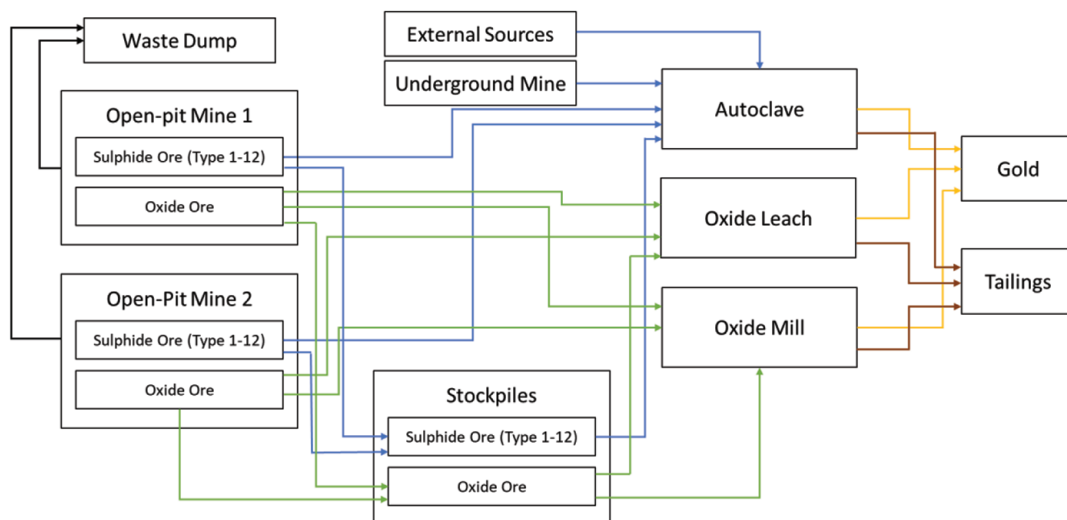 Waste Dump
External Sources
Underground Mine
Autoclave
Open-pit Mine 1
Sulphide Ore (Type 1-12)
Oxide Ore
Gold
Oxide Leach
Open-Pit Mine 2
Sulphide Ore (Type 1-12)
Oxide Ore
Tailings
Oxide Mill
Stockpiles
Sulphide Ore (Type 1-12)
Oxide Ore